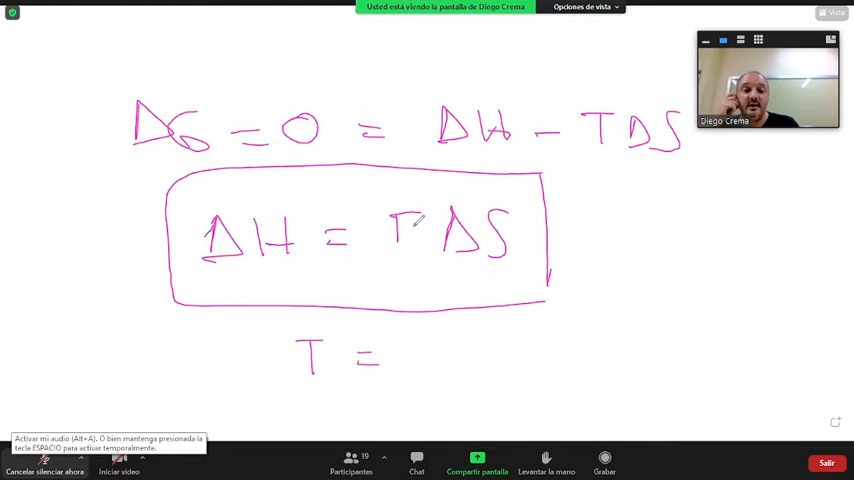 Usted está viendo la pantalla de Diego Crema
Opciones de vista
Vista
Diego Crema
ΔG = 0 = ΔH - TΔS
ΔH = TΔS
T =
Activar mi audio (Alt+A). O bien mantenga presionada la
tecla ESPACIO para activar temporalmente.
19
Cancelar silenciar ahora
Iniciar video
Participantes
Chat
Compartir pantalla
Levantar la mano
Grabar
Salir